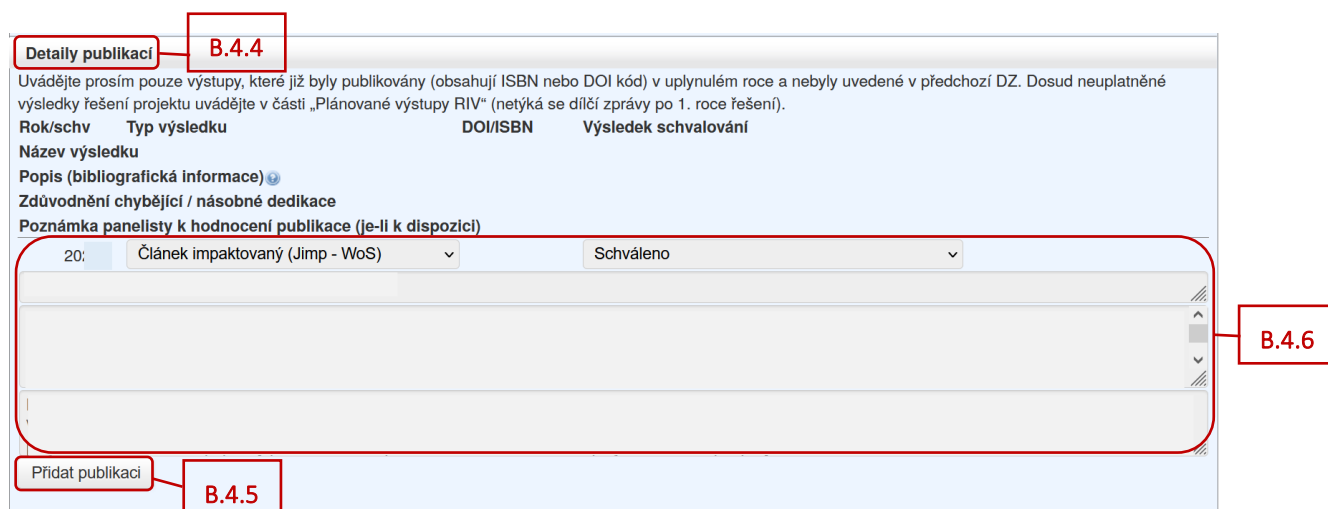 B.4.4
Detaily publikací
Uvádějte prosím pouze výstupy, které již byly publikovány (obsahují ISBN nebo DOI kód) v uplynulém roce a nebyly uvedené v předchozí DZ. Dosud neuplatněné
výsledky řešení projektu uvádějte v části „Plánované výstupy RIV“ (netýká se dílčí zprávy po 1. roce řešení).
Rok/schv Typ výsledku DOI/ISBN Výsledek schvalování
Název výsledku
Popis (bibliografická informace)
Zdůvodnění chybějící / násobné dedikace
Poznámka panelisty k hodnocení publikace (je-li k dispozici)
Článek impaktovaný (Jimp - WoS) Schváleno
B.4.6
Přidat publikaci
B.4.5